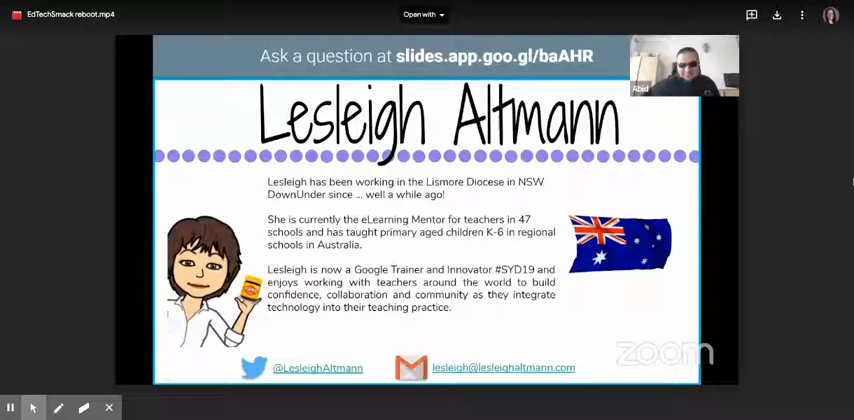 EdTechSmack reboot.mp4
Open with
Ask a question at slides.app.goo.gl/baAHR
Abid
Lesleigh Altmann
Lesleigh has been working in the Lismore Diocese in NSW
DownUnder since ... well a while ago!
She is currently the eLearning Mentor for teachers in 47
schools and has taught primary aged children K-6 in regional
schools in Australia.
Lesleigh is now a Google Trainer and Innovator #SYD19 and
enjoys working with teachers around the world to build
confidence, collaboration and community as they integrate
technology into their teaching practice.
zoom
@LesleighAltmann
lesleigh@lesleighaltmann.com